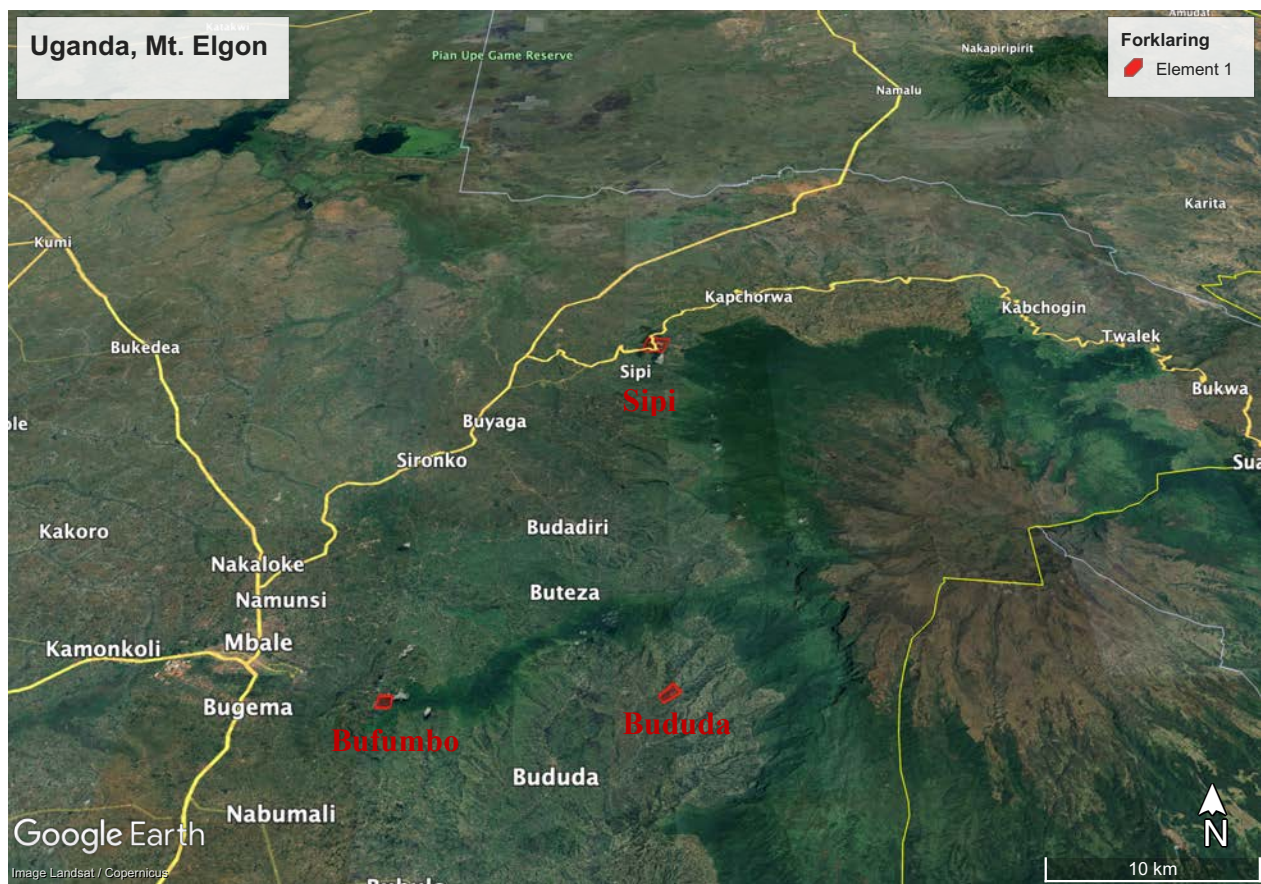 Katakwi
Amudat
Uganda, Mt. Elgon
Forklaring
Element 1
Pian Upe Game Reserve
Nakapiripirit
Namalu
Karita
Kumi
Kapchorwa
Kabchogin
Twalek
Bukedea
Sipi
Sipi
Bukwa
Buyaga
Sironko
Sua
Kakoro
Budadiri
Nakaloke
Buteza
Namunsi
Mbale
Kamonkoli
Bugema
Bufumbo
Bududa
Bududa
Nabumali
Google Earth
N
Image Landsat / Copernicus
10 km